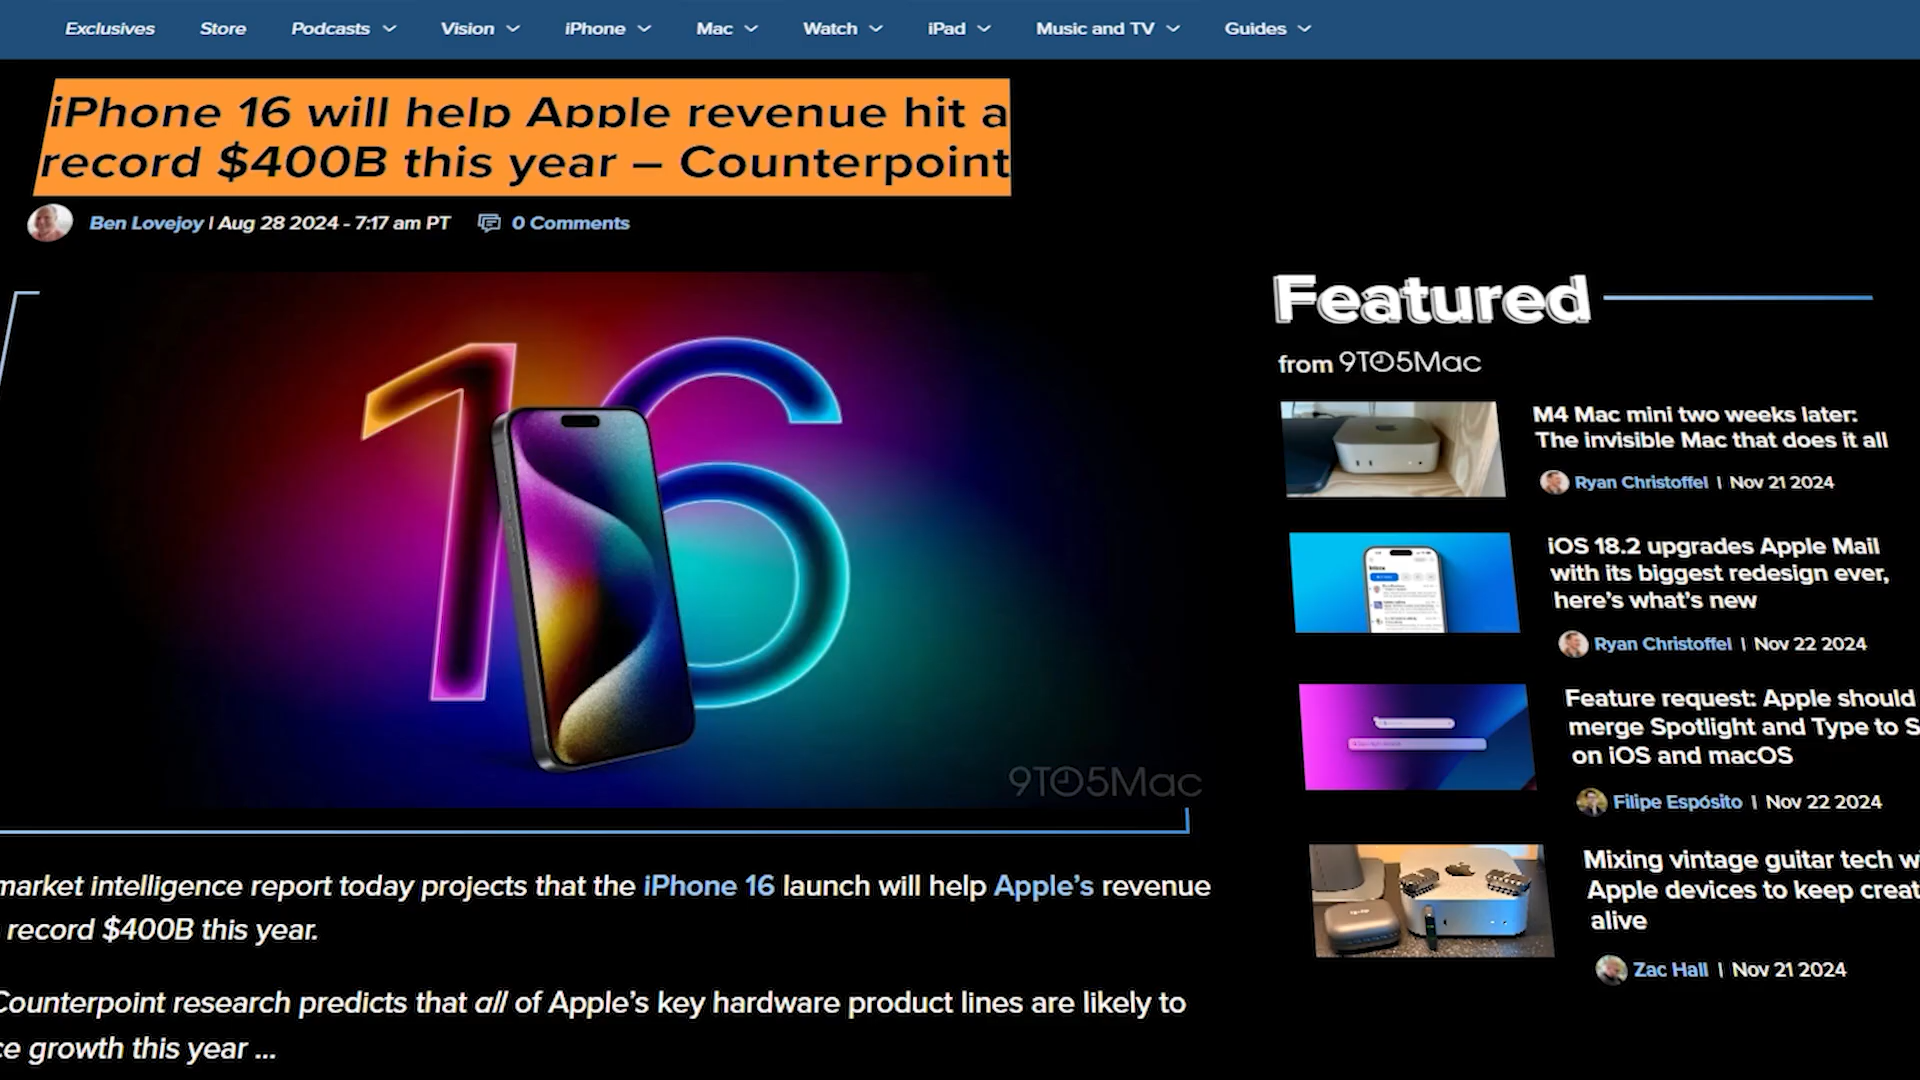 Exclusives Store Podcasts Vision iPhone Mac Watch iPad Music and TV Guides
iPhone 16 will help Apple revenue hit a
record $400B this year – Counterpoint
Ben Lovejoy | Aug 28 2024 - 7:17 am PT 0 Comments
16
9TO5Mac
market intelligence report today projects that the iPhone 16 launch will help Apple's revenue
record $400B this year.
Counterpoint research predicts that all of Apple's key hardware product lines are likely to
growth this year ...
Featured
from 9TO5Mac
M4 Mac mini two weeks later:
The invisible Mac that does it all
Ryan Christoffel | Nov 21 2024
Inbox
iOS 18.2 upgrades Apple Mail
with its biggest redesign ever,
here's what's new
Ryan Christoffel | Nov 22 2024
Feature request: Apple should
merge Spotlight and Type to S
on iOS and macOS
Filipe Espósito | Nov 22 2024
Mixing vintage guitar tech wi
Apple devices to keep creat
alive
Zac Hall | Nov 21 2024